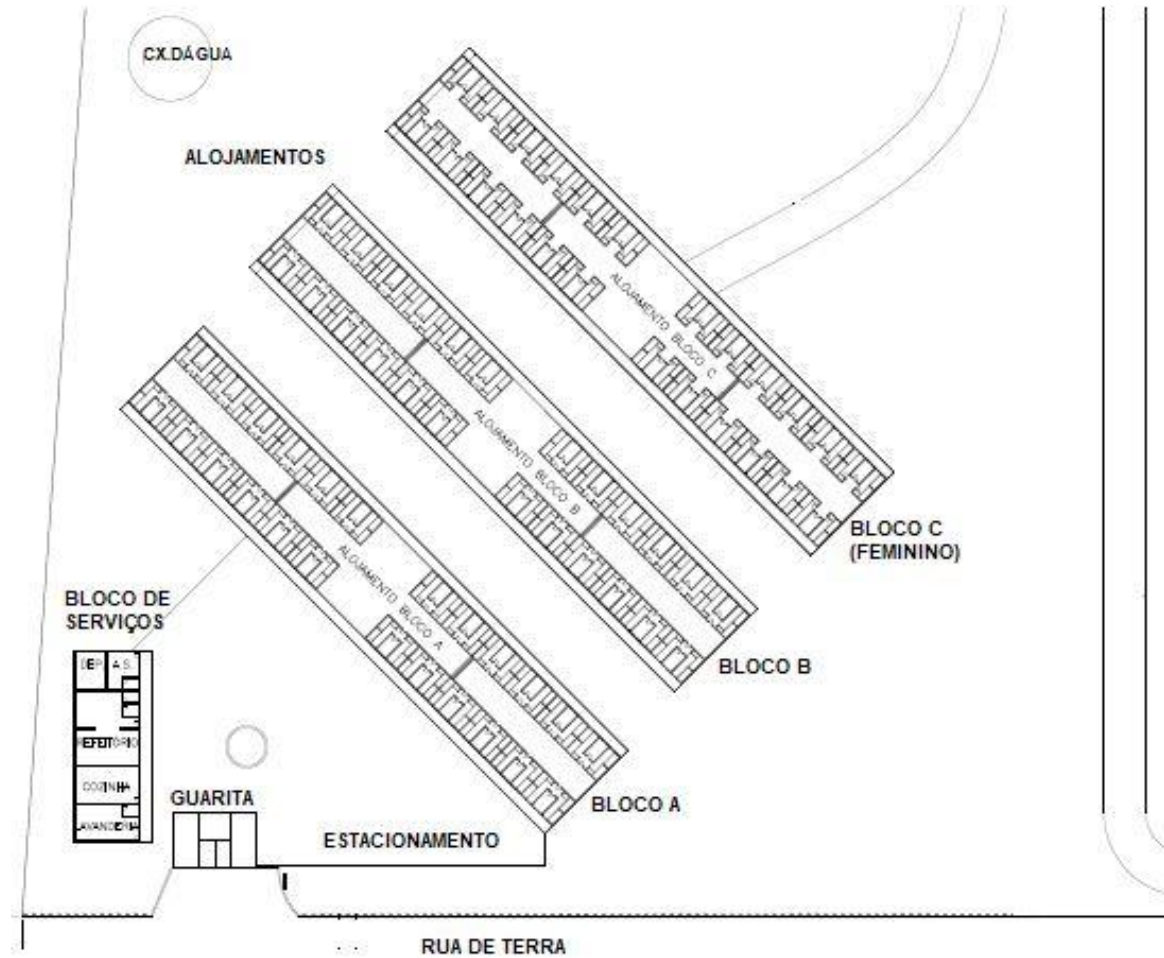 CX.DÁGUA
ALOJAMENTOS
ALOJAMENTO BLOCO C
ALOJAMENTO BLOCO B
ALOJAMENTO BLOCO A
BLOCO C
(FEMININO)
BLOCO DE
SERVIÇOS
BLOCO B
DEP. A.S.
REFEITÓRIO
COZINHA
LAVANDERIA
GUARITA
BLOCO A
ESTACIONAMENTO
RUA DE TERRA